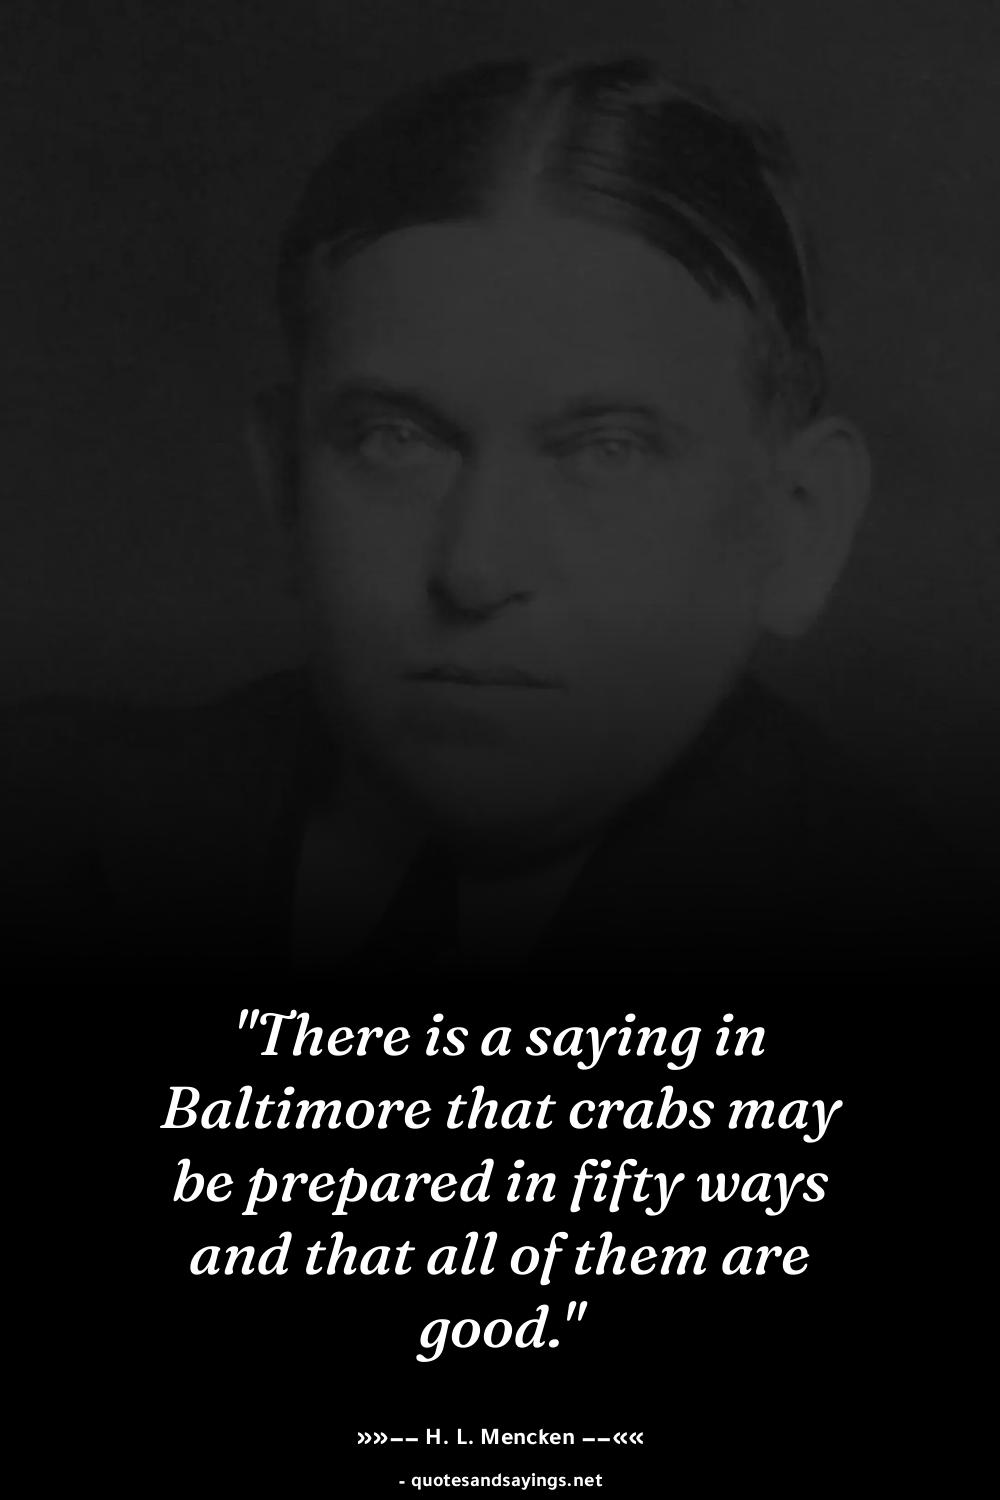 "There is a saying in
Baltimore that crabs may
be prepared in fifty ways
and that all of them are
good."
»»−− H. L. Mencken −−««
- quotesandsayings.net